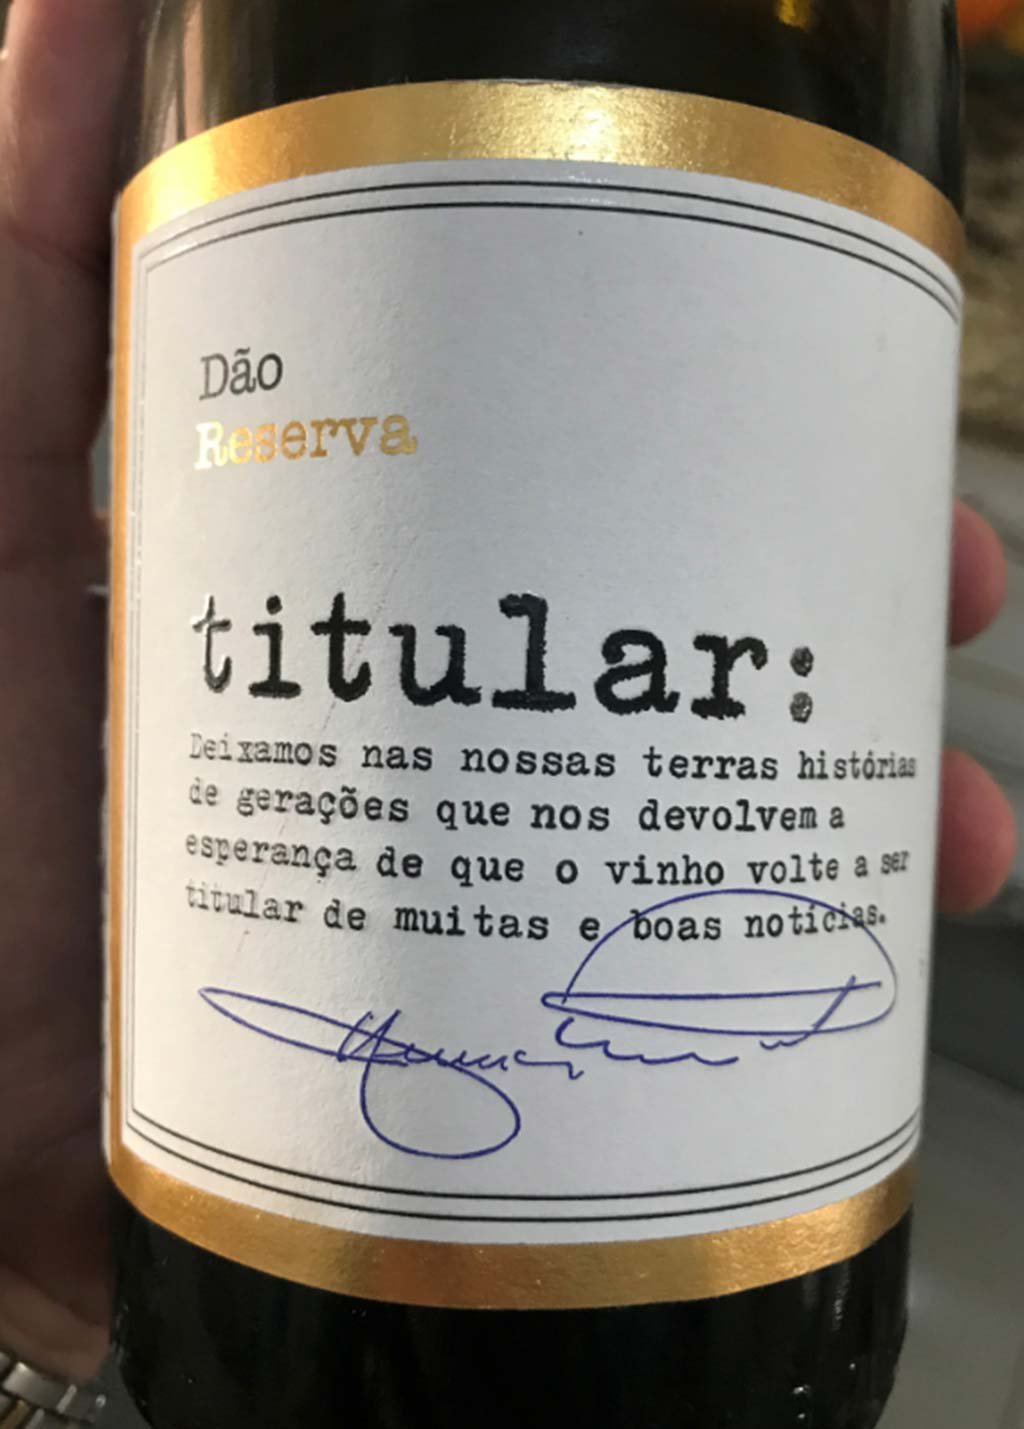 Dão
Reserva
titular:
Deixamos nas nossas terras histórias
de gerações que nos devolvem a
esperança de que o vinho volte a ser
titular de muitas e boas notícias.